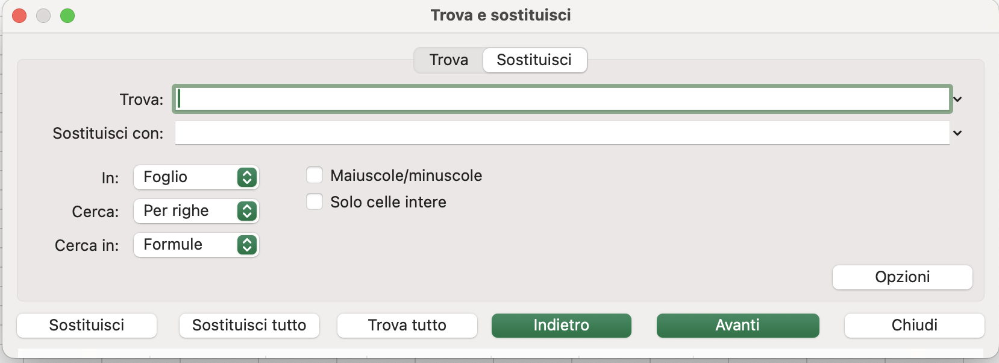 Trova e sostituisci
Trova Sostituisci
Trova:
Sostituisci con:
In: Foglio Maiuscole/minuscole
Cerca: Per righe Solo celle intere
Cerca in: Formule
Opzioni
Sostituisci Sostituisci tutto Trova tutto Indietro Avanti Chiudi